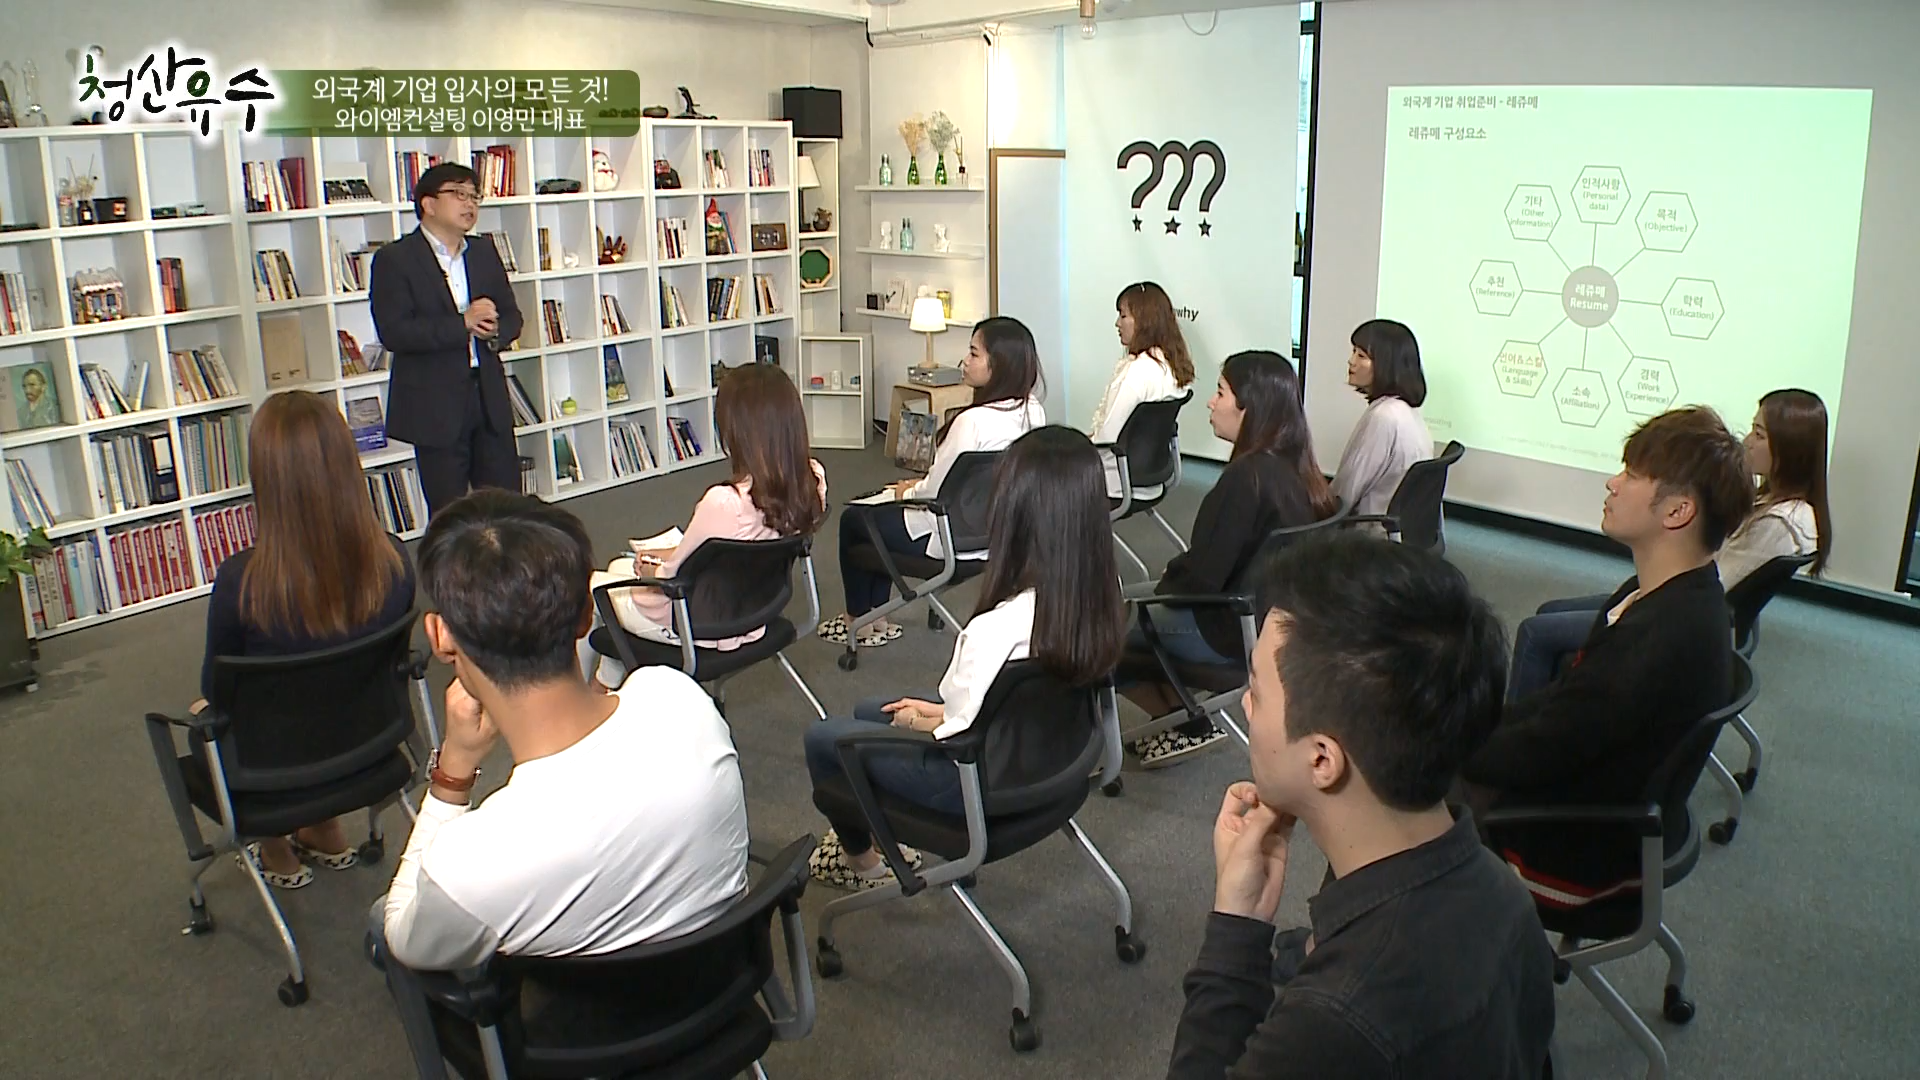 청산유수
외국계 기업 입사의 모든 것!
와이엠컨설팅 이영민 대표
외국계 기업 취업준비 - 레쥬메
레쥬메 구성요소
인적사항
(Personal
data)
목적
(Objective)
학력
(Education)
경력
(Work
Experience)
소속
(Affiliation)
언어&스킬
(Language
& Skills)
추천
(Reference)
기타
(Other
information)
레쥬메
Resume
???
why